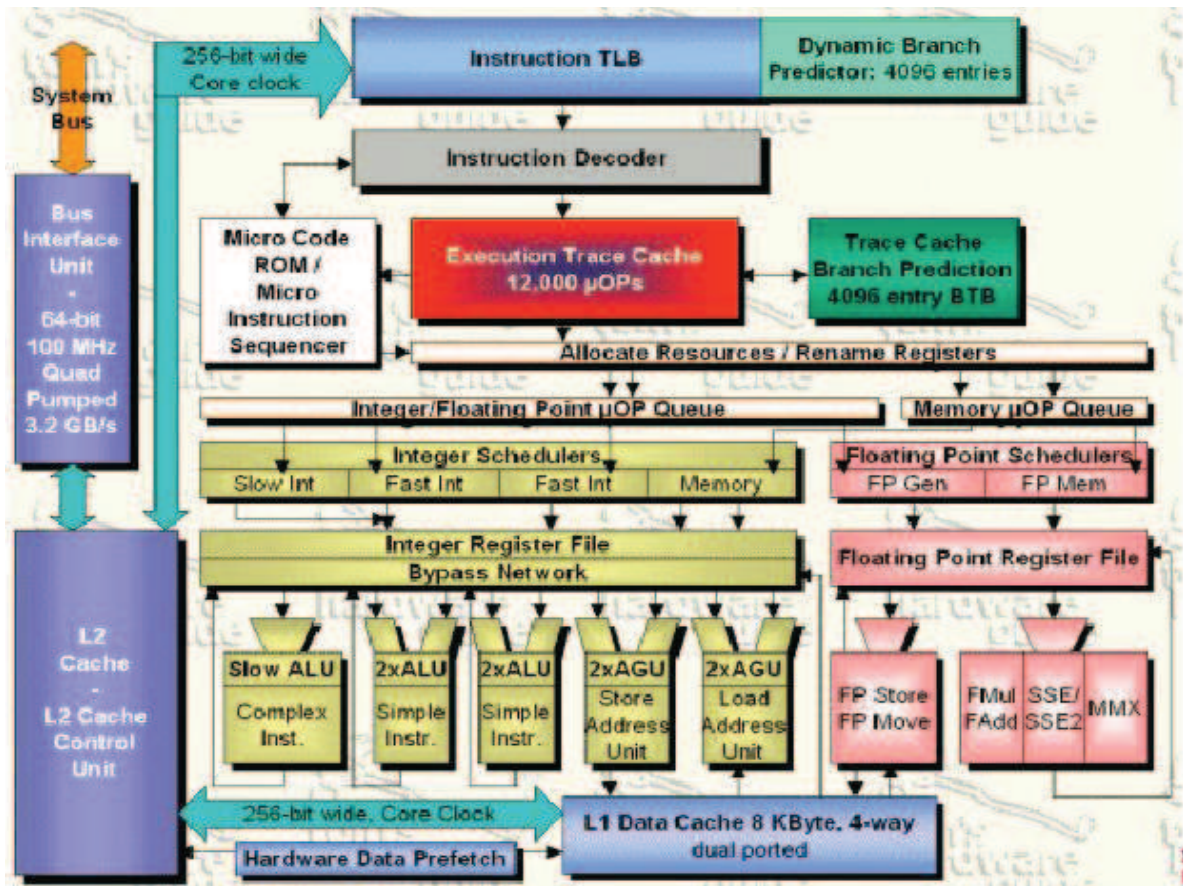 256-bit wide
Core clock
Instruction TLB
Dynamic Branch
Predictor: 4096 entries
System
Bus
Instruction Decoder
Bus
Interface
Unit
-
64-bit
100 MHz
Quad
Pumped
3.2 GB/s
Micro Code
ROM /
Micro
Instruction
Sequencer
Execution Trace Cache
12,000 µOPs
Trace Cache
Branch Prediction
4096 entry BTB
Allocate Resources / Rename Registers
Integer/Floating Point µOP Queue
Memory µOP Queue
Integer Schedulers
Floating Point Schedulers
Slow Int
Fast Int
Fast Int
Memory
FP Gen
FP Mem
Integer Register File
Bypass Network
Floating Point Register File
L2
Cache
-
L2 Cache
Control
Unit
Slow ALU
Complex
Inst.
2xALU
Simple
Instr.
2xALU
Simple
Instr.
2xAGU
Store
Address
Unit
2xAGU
Load
Address
Unit
FP Store
FP Move
FMul
FAdd
SSE/
SSE2
MMX
256-bit wide, Core Clock
L1 Data Cache 8 KByte, 4-way
dual ported
Hardware Data Prefetch